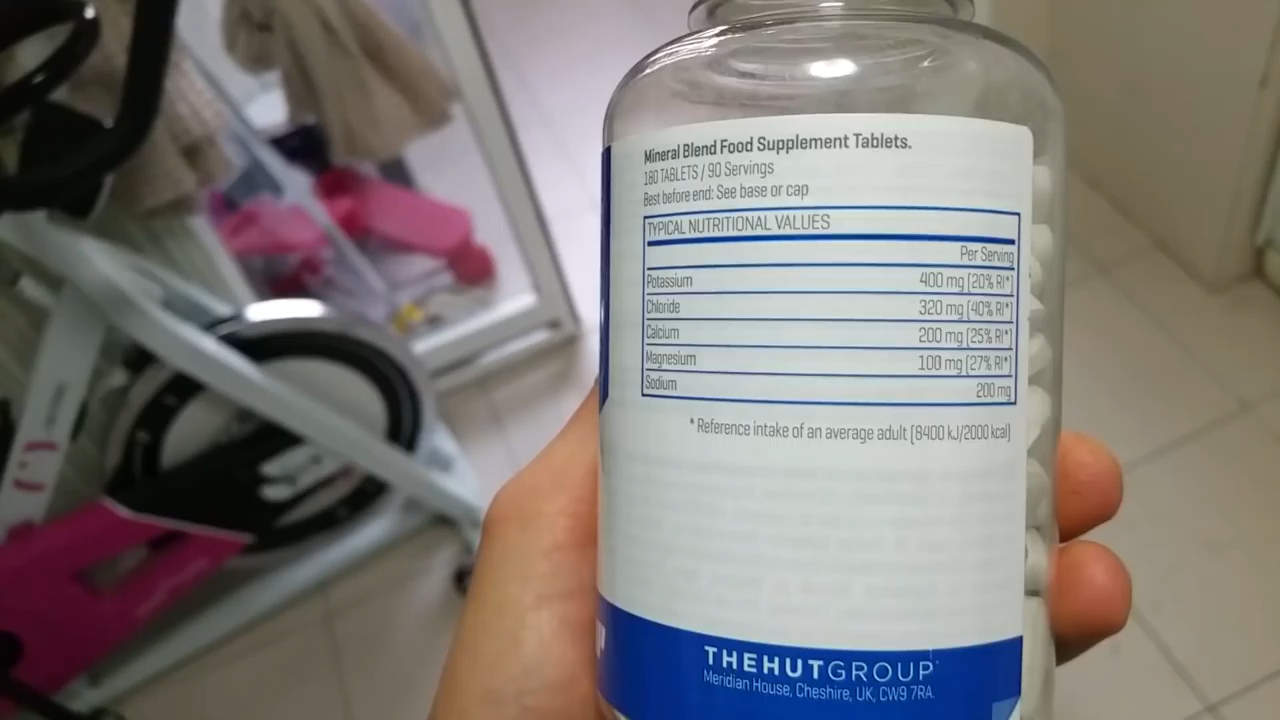 Mineral Blend Food Supplement Tablets.
180 TABLETS / 90 Servings
Best before end: See base or cap
TYPICAL NUTRITIONAL VALUES
Per Serving
Potassium 400 mg [20% RI*]
Chloride 320 mg [40% RI*]
Calcium 200 mg [25% RI*]
Magnesium 100 mg [27% RI*]
Sodium 200 mg
* Reference intake of an average adult [8400 kJ/2000 kcal]
THEHUTGROUP
Meridian House, Cheshire, UK, CW9 7RA.